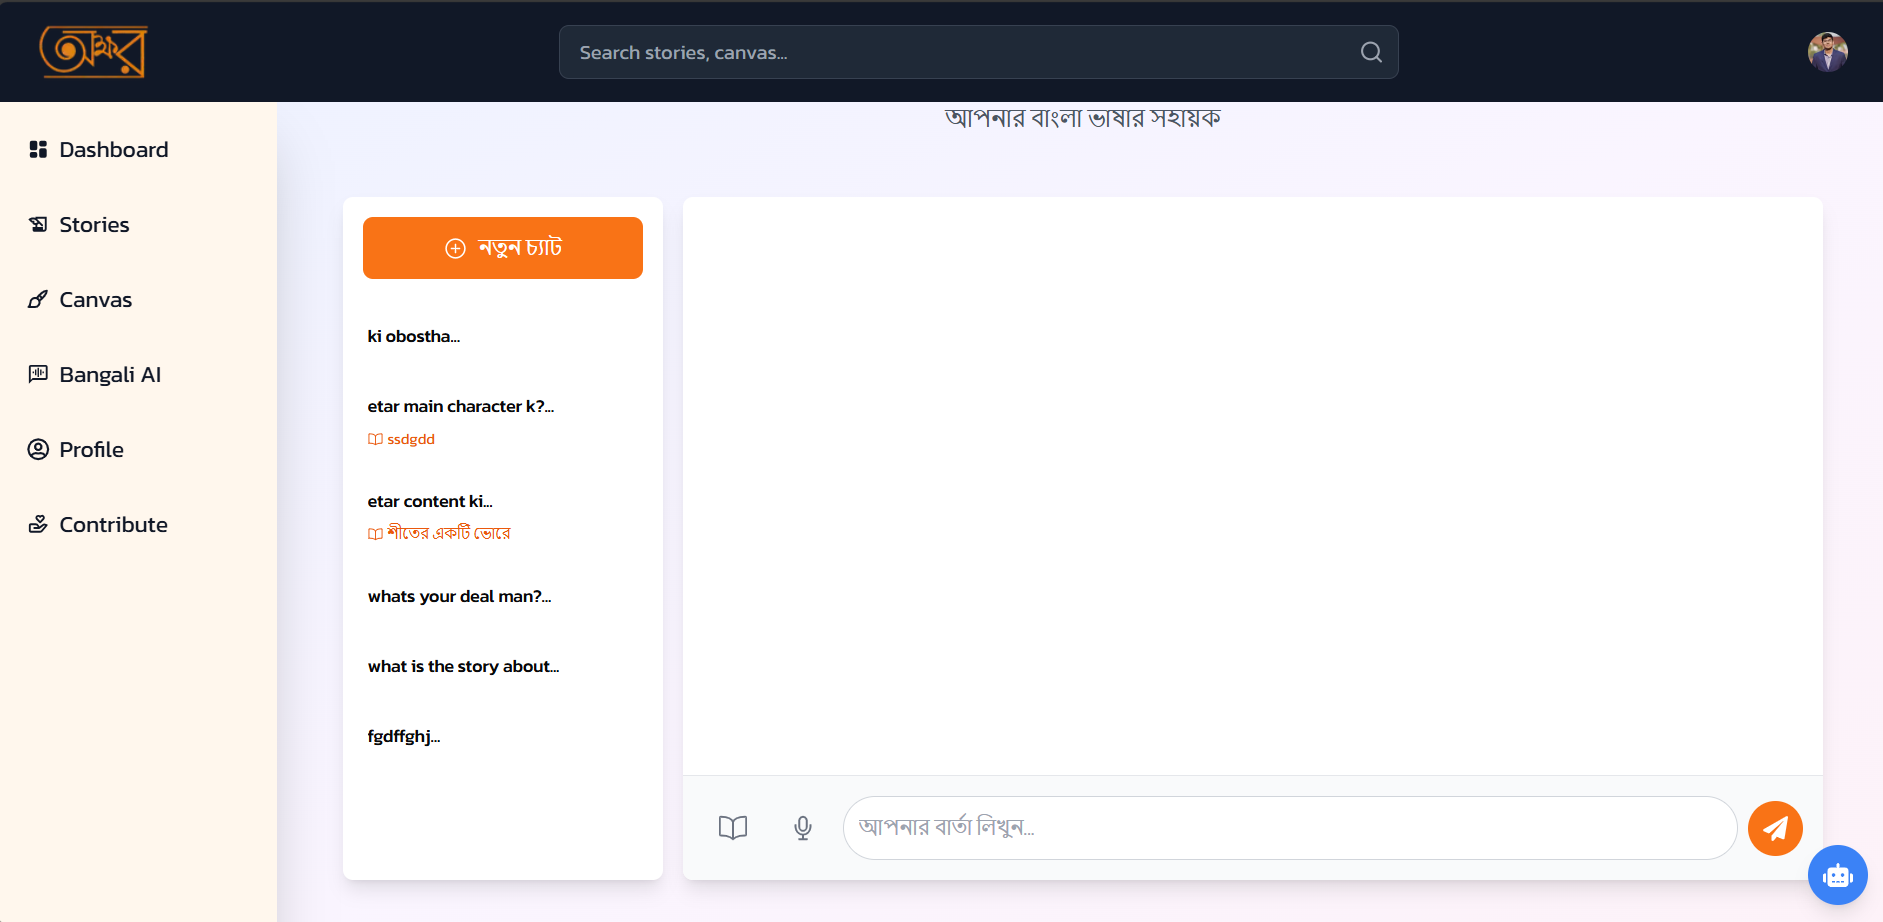 অক্ষর
Search stories, canvas...
Dashboard
Stories
Canvas
Bangali AI
Profile
Contribute
আপনার বাংলা ভাষার সহায়ক
নতুন চ্যাট
ki obostha...
etar main character k?...
ssdgdd
etar content ki...
শীতের একটি ভোরে
whats your deal man?...
what is the story about...
fgdffghj...
আপনার বার্তা লিখুন...